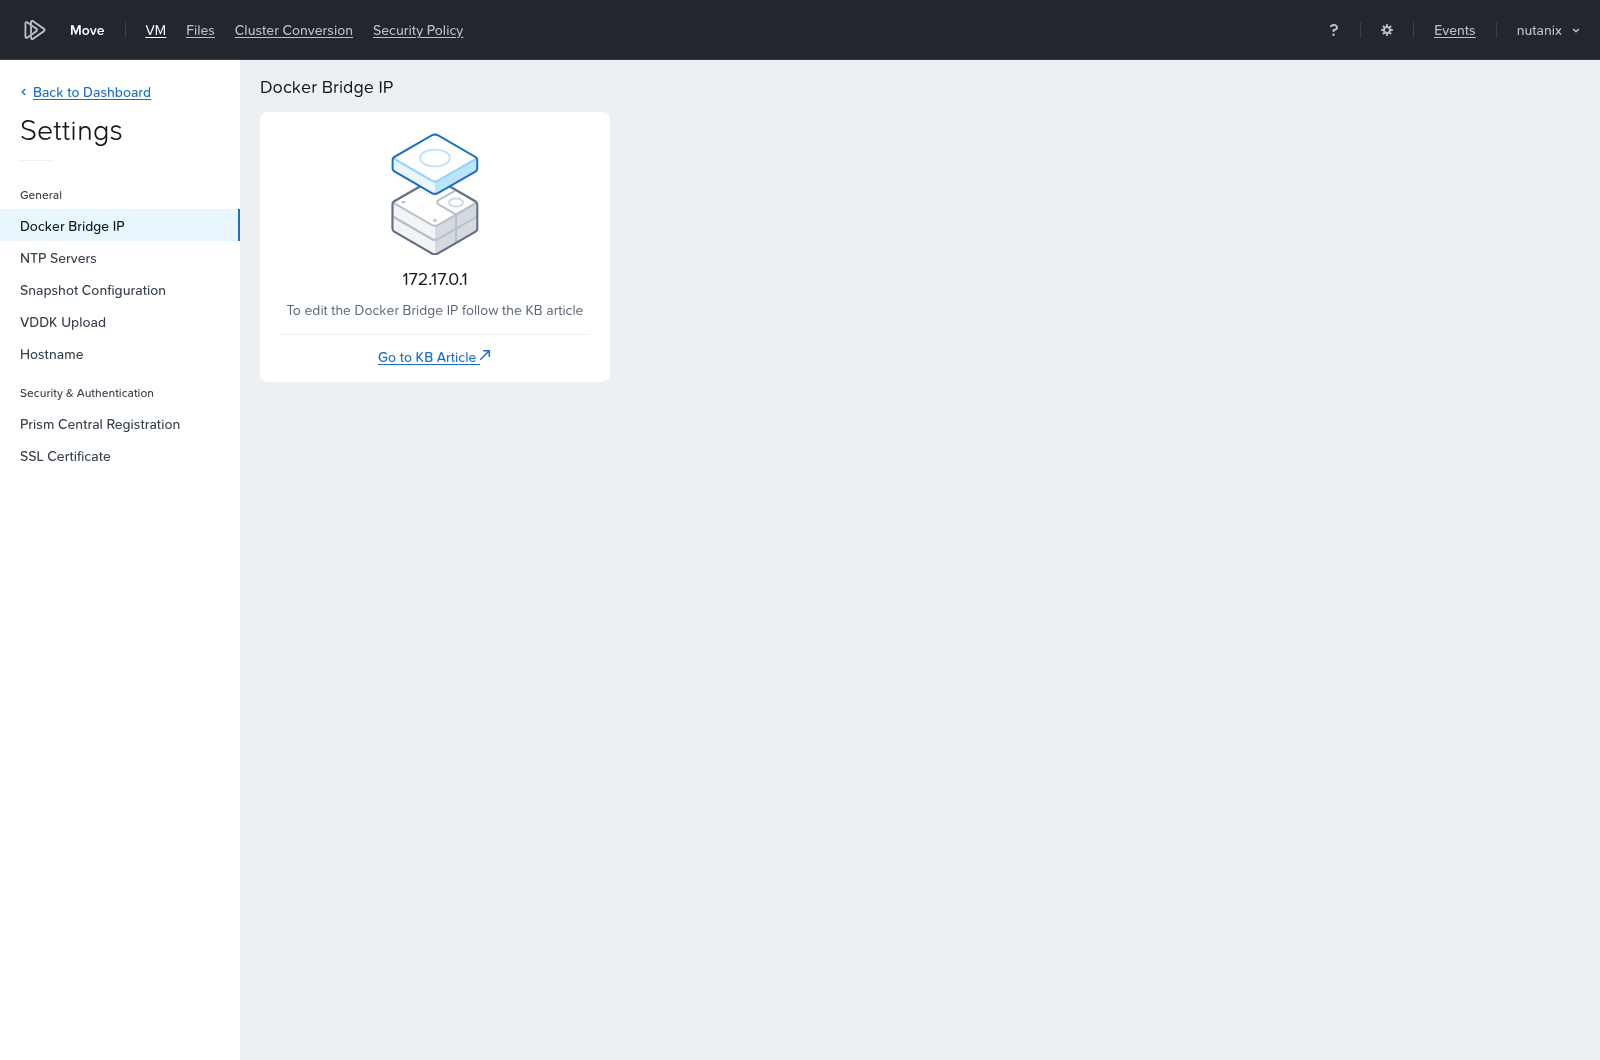 Move VM Files Cluster Conversion Security Policy ? Events nutanix
Back to Dashboard
Settings
General
Docker Bridge IP
NTP Servers
Snapshot Configuration
VDDK Upload
Hostname
Security & Authentication
Prism Central Registration
SSL Certificate
Docker Bridge IP
172.17.0.1
To edit the Docker Bridge IP follow the KB article
Go to KB Article